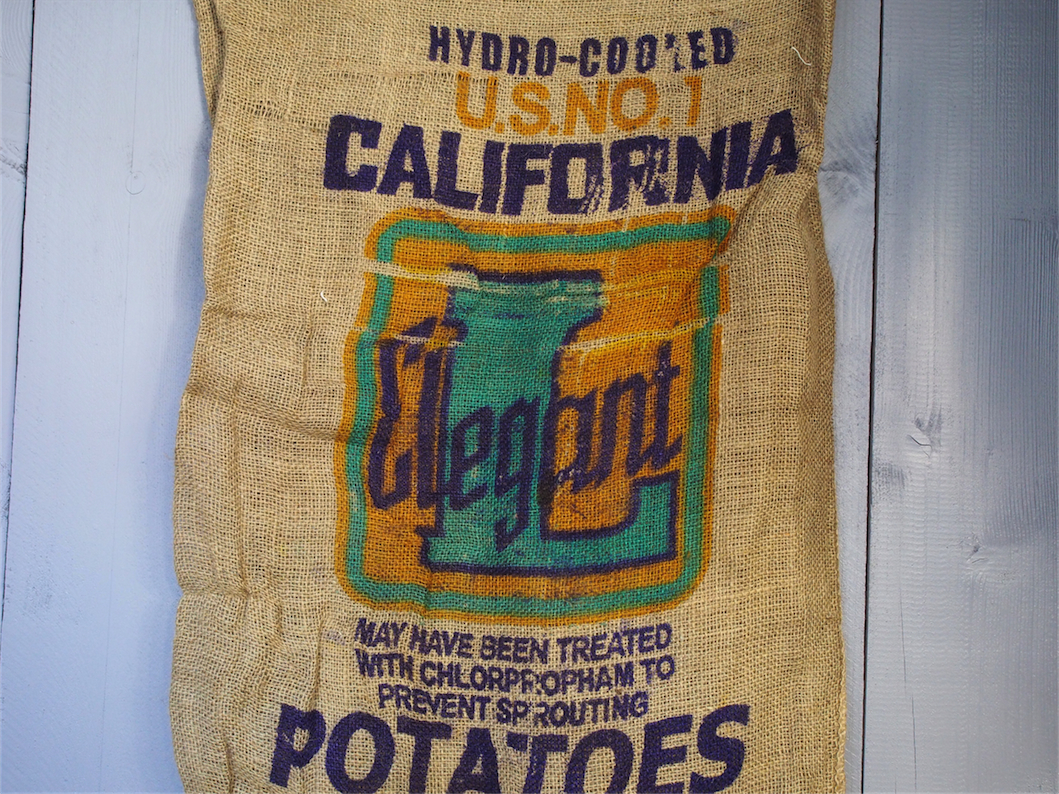 HYDRO-COOLED
U.S. NO. 1
CALIFORNIA
L
Elegant
MAY HAVE BEEN TREATED
WITH CHLORPROPHAM TO
PREVENT SPROUTING
POTATOES